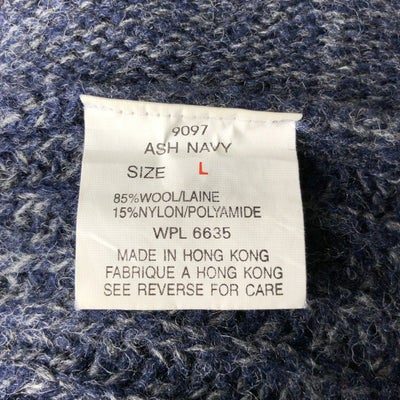 9097
ASH NAVY
SIZE L
85%WOOL/LAINE
15%NYLON/POLYAMIDE
WPL 6635
MADE IN HONG KONG
FABRIQUE A HONG KONG
SEE REVERSE FOR CARE